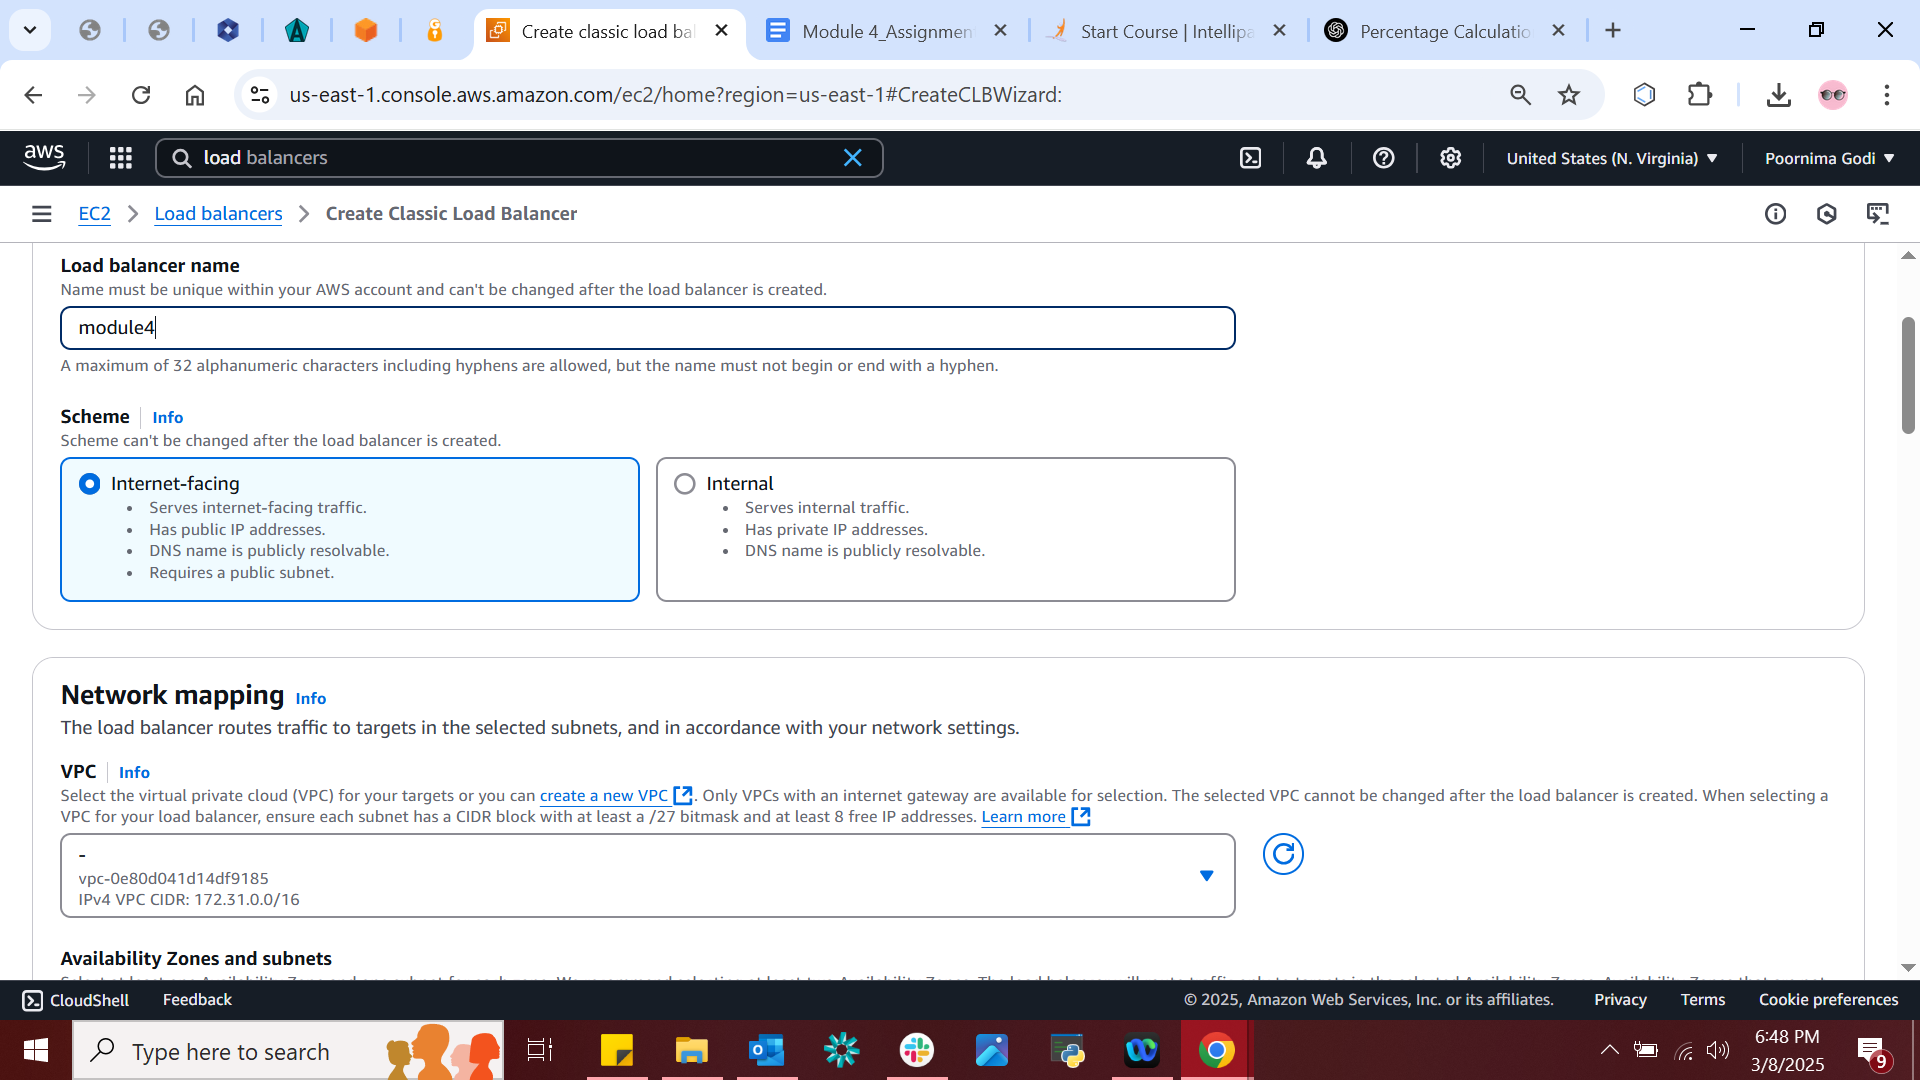 Create classic load bal
Module 4_Assignmen
Start Course | Intellipa
Percentage Calculatio
us-east-1.console.aws.amazon.com/ec2/home?region=us-east-1#CreateCLBWizard:
aws
load balancers
United States (N. Virginia)
Poornima Godi
EC2
Load balancers
Create Classic Load Balancer
Load balancer name
Name must be unique within your AWS account and can't be changed after the load balancer is created.
module4
A maximum of 32 alphanumeric characters including hyphens are allowed, but the name must not begin or end with a hyphen.
Scheme
Info
Scheme can't be changed after the load balancer is created.
Internet-facing
• Serves internet-facing traffic.
• Has public IP addresses.
• DNS name is publicly resolvable.
• Requires a public subnet.
Internal
• Serves internal traffic.
• Has private IP addresses.
• DNS name is publicly resolvable.
Network mapping
Info
The load balancer routes traffic to targets in the selected subnets, and in accordance with your network settings.
VPC
Info
Select the virtual private cloud (VPC) for your targets or you can create a new VPC. Only VPCs with an internet gateway are available for selection. The selected VPC cannot be changed after the load balancer is created. When selecting a
VPC for your load balancer, ensure each subnet has a CIDR block with at least a /27 bitmask and at least 8 free IP addresses. Learn more
-
vpc-0e80d041d14df9185
IPv4 VPC CIDR: 172.31.0.0/16
Availability Zones and subnets
CloudShell
Feedback
© 2025, Amazon Web Services, Inc. or its affiliates.
Privacy
Terms
Cookie preferences
Type here to search
6:48 PM
3/8/2025
9